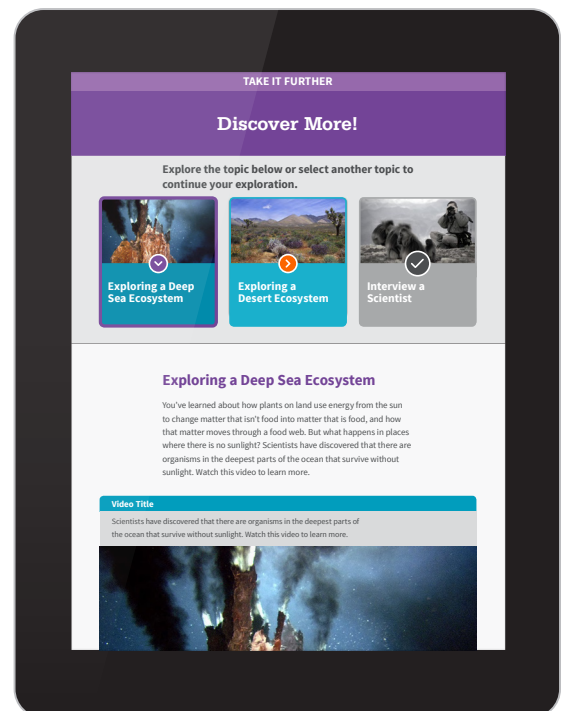 TAKE IT FURTHER
Discover More!
Explore the topic below or select another topic to
continue your exploration.
Exploring a Deep
Sea Ecosystem
Exploring a
Desert Ecosystem
Interview a
Scientist
Exploring a Deep Sea Ecosystem
You've learned about how plants on land use energy from the sun
to change matter that isn't food into matter that is food, and how
that matter moves through a food web. But what happens in places
where there is no sunlight? Scientists have discovered that there are
organisms in the deepest parts of the ocean that survive without
sunlight. Watch this video to learn more.
Video Title
Scientists have discovered that there are organisms in the deepest parts of
the ocean that survive without sunlight. Watch this video to learn more.